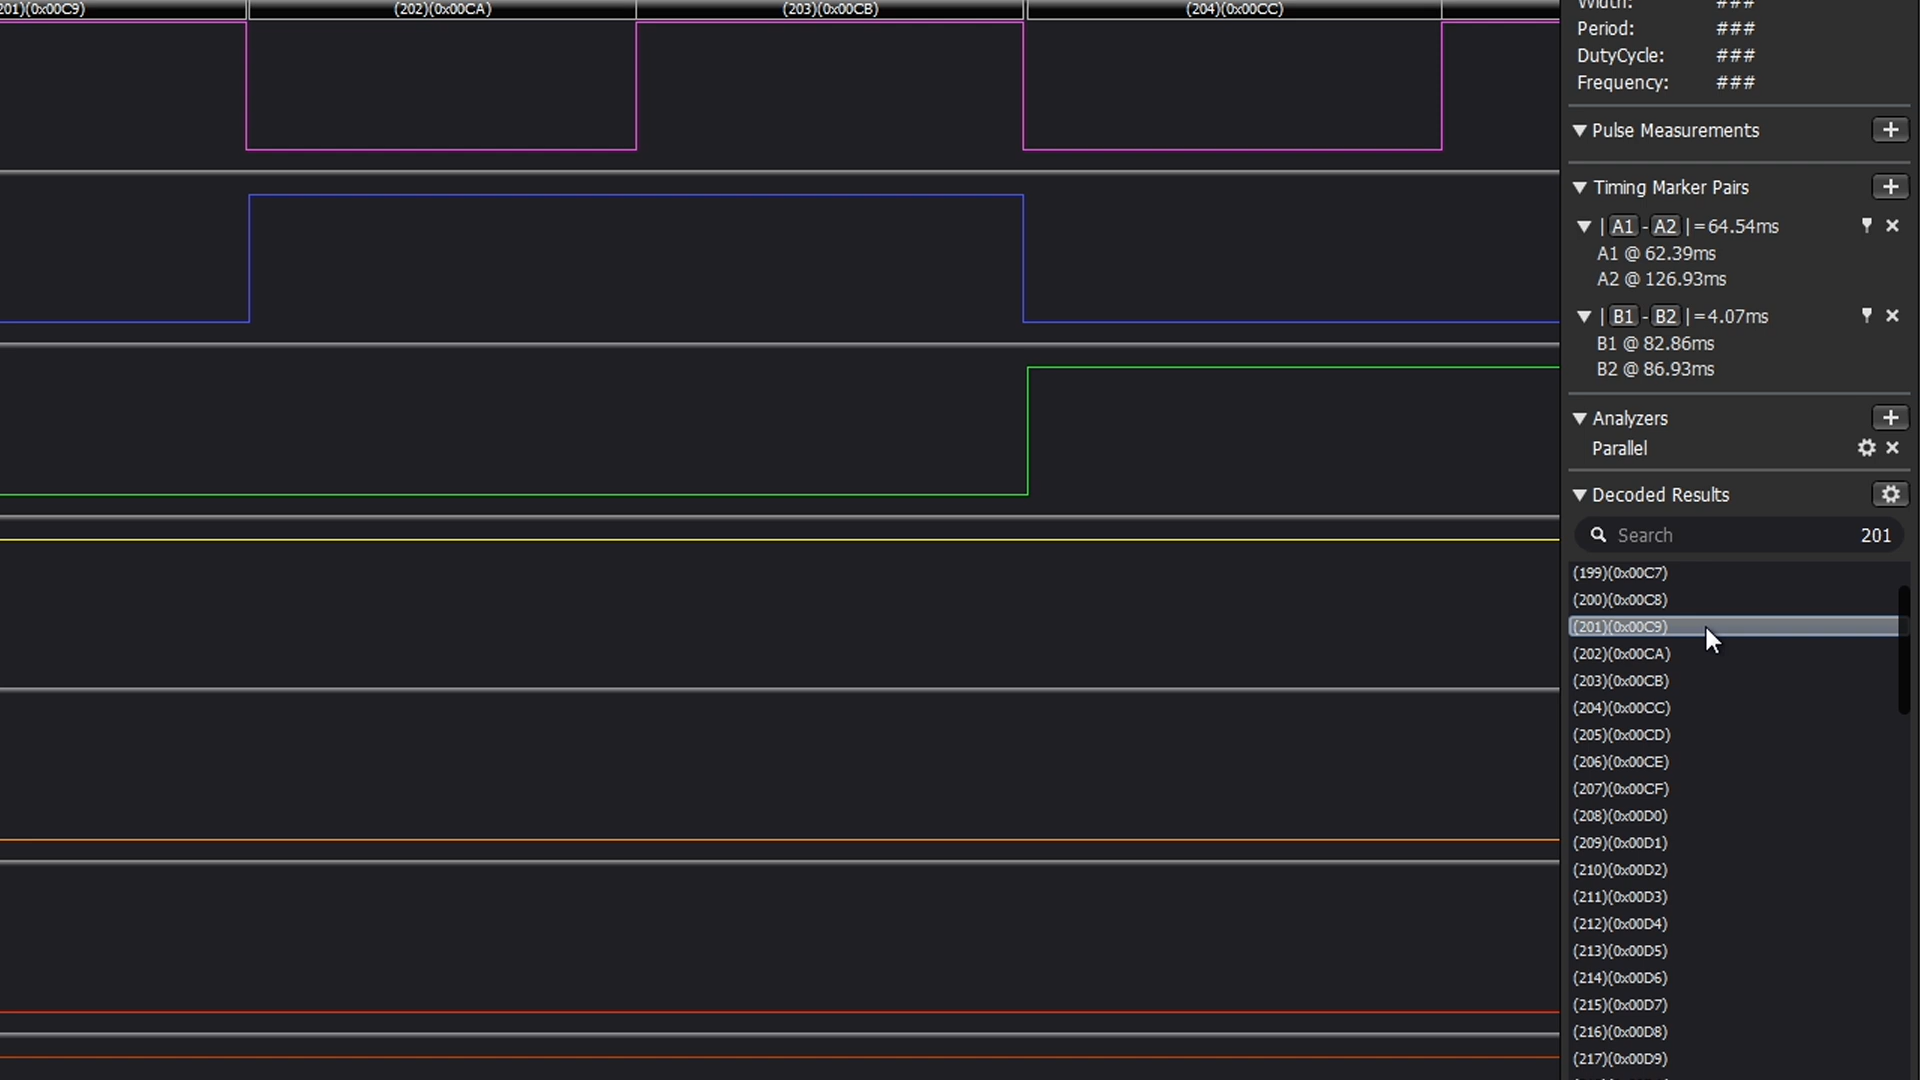 201)(0x00C9) (202)(0x00CA) (203)(0x00CB) (204)(0x00CC)
Width: ###
Period: ###
DutyCycle: ###
Frequency: ###
Pulse Measurements
Timing Marker Pairs
| A1 - A2 | = 64.54ms
A1 @ 62.39ms
A2 @ 126.93ms
| B1 - B2 | = 4.07ms
B1 @ 82.86ms
B2 @ 86.93ms
Analyzers
Parallel
Decoded Results
Search 201
(199)(0x00C7)
(200)(0x00C8)
(201)(0x00C9)
(202)(0x00CA)
(203)(0x00CB)
(204)(0x00CC)
(205)(0x00CD)
(206)(0x00CE)
(207)(0x00CF)
(208)(0x00D0)
(209)(0x00D1)
(210)(0x00D2)
(211)(0x00D3)
(212)(0x00D4)
(213)(0x00D5)
(214)(0x00D6)
(215)(0x00D7)
(216)(0x00D8)
(217)(0x00D9)